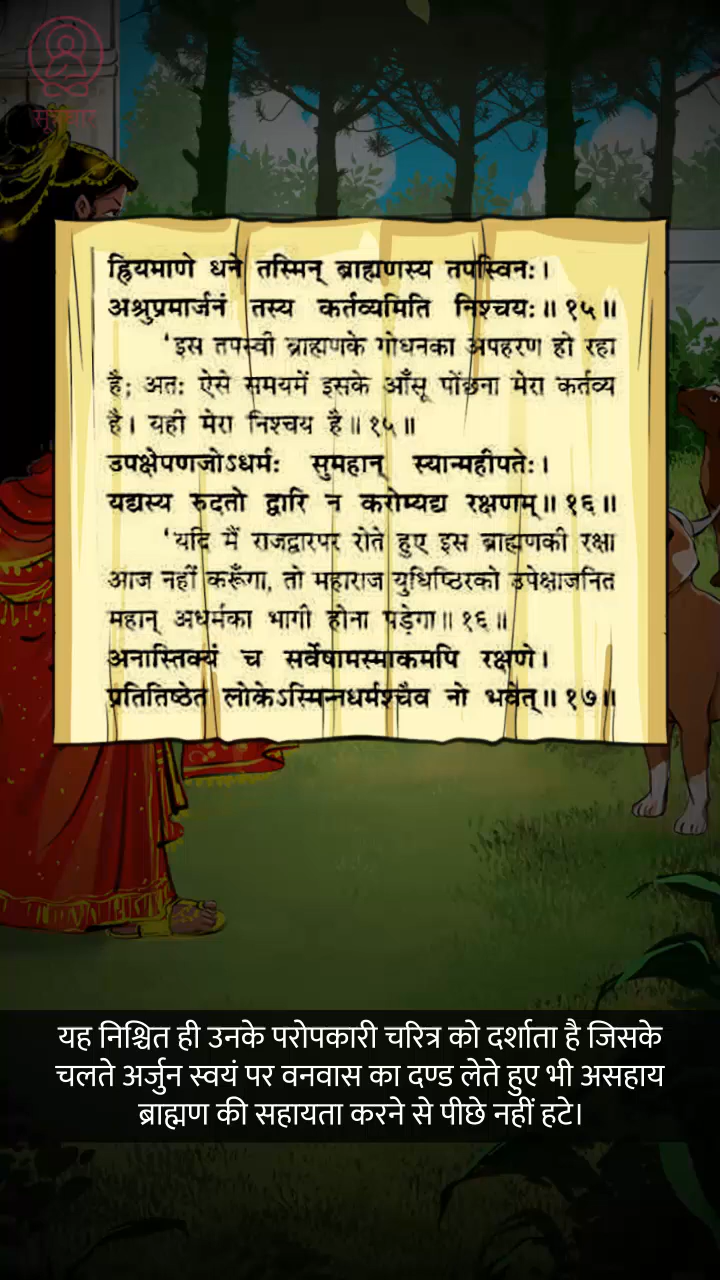 सूत्रधार
ह्रियमाणे धने तस्मिन् ब्राह्मणस्य तपस्विनः।
अश्रुप्रमार्जनं तस्य कर्तव्यमिति निश्चयः॥ १५॥
'इस तपस्वी ब्राह्मणके गोधनका अपहरण हो रहा
है; अतः ऐसे समयमें इसके आँसू पोंछना मेरा कर्तव्य
है। यही मेरा निश्चय है॥ १५॥
उपक्षेपणजोऽधर्मः सुमहान् स्यान्महीपतेः।
यद्यस्य रुदतो द्वारि न करोम्यद्य रक्षणम्॥ १६॥
'यदि मैं राजद्वारपर रोते हुए इस ब्राह्मणकी रक्षा
आज नहीं करूँगा, तो महाराज युधिष्ठिरको उपेक्षाजनित
महान् अधर्मका भागी होना पड़ेगा॥ १६॥
अनास्तिक्यं च सर्वेषामस्माकमपि रक्षणे।
प्रतितिष्ठेत लोकेऽस्मिन्नधर्मश्चैव नो भवेत्॥ १७॥
यह निश्चित ही उनके परोपकारी चरित्र को दर्शाता है जिसके
चलते अर्जुन स्वयं पर वनवास का दण्ड लेते हुए भी असहाय
ब्राह्मण की सहायता करने से पीछे नहीं हटे।